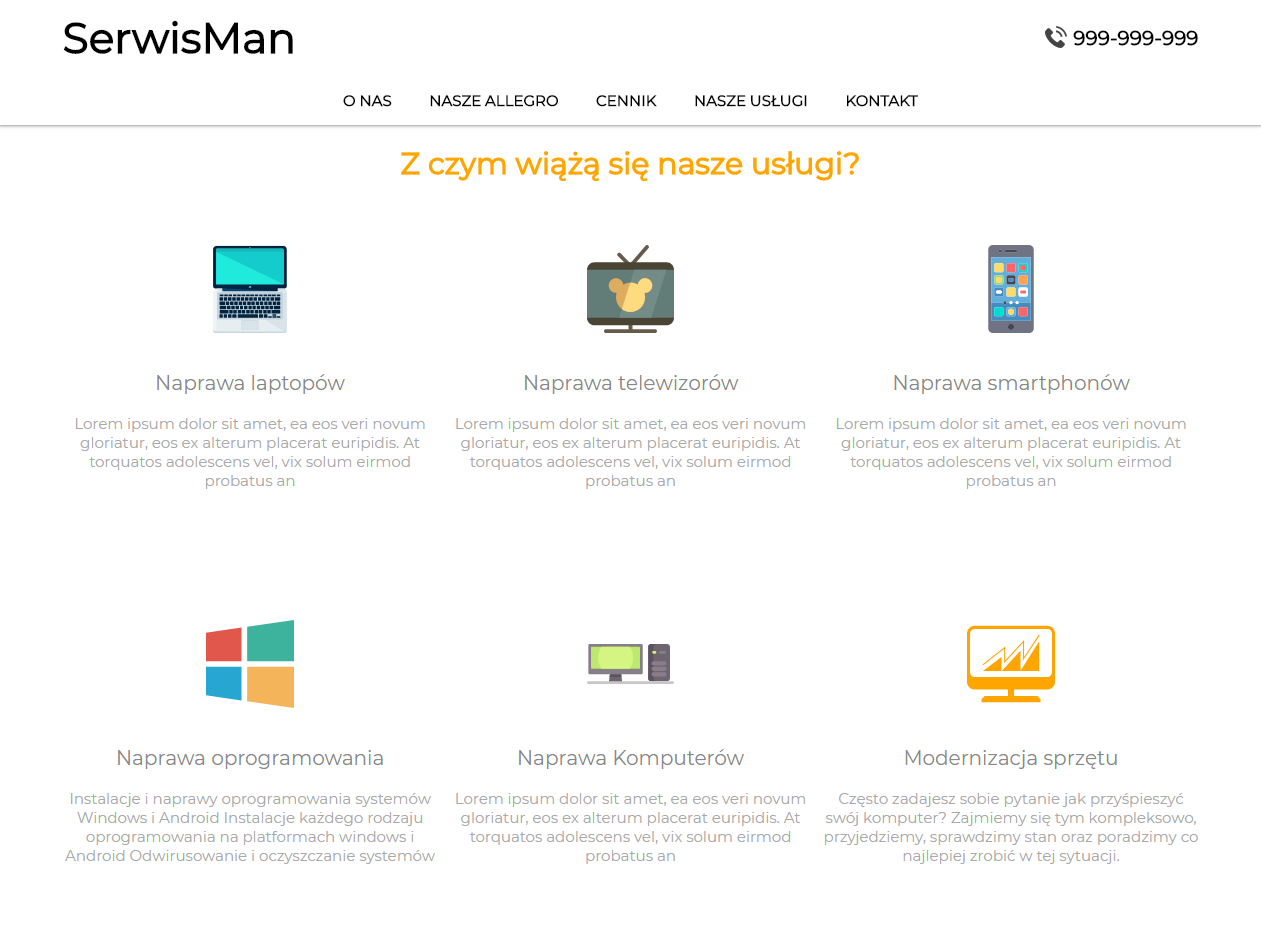 SerwisMan
999-999-999
O NAS NASZE ALLEGRO CENNIK NASZE USŁUGI KONTAKT
Z czym wiążą się nasze usługi?
Naprawa laptopów
Lorem ipsum dolor sit amet, ea eos veri novum
gloriatur, eos ex alterum placerat euripidis. At
torquatos adolescens vel, vix solum eirmod
probatus an
Naprawa telewizorów
Lorem ipsum dolor sit amet, ea eos veri novum
gloriatur, eos ex alterum placerat euripidis. At
torquatos adolescens vel, vix solum eirmod
probatus an
Naprawa smartphonów
Lorem ipsum dolor sit amet, ea eos veri novum
gloriatur, eos ex alterum placerat euripidis. At
torquatos adolescens vel, vix solum eirmod
probatus an
Naprawa oprogramowania
Instalacje i naprawy oprogramowania systemów
Windows i Android Instalacje każdego rodzaju
oprogramowania na platformach windows i
Android Odwirusowanie i oczyszczanie systemów
Naprawa Komputerów
Lorem ipsum dolor sit amet, ea eos veri novum
gloriatur, eos ex alterum placerat euripidis. At
torquatos adolescens vel, vix solum eirmod
probatus an
Modernizacja sprzętu
Często zadajesz sobie pytanie jak przyśpieszyć
swój komputer? Zajmiemy się tym kompleksowo,
przyjedziemy, sprawdzimy stan oraz poradzimy co
najlepiej zrobić w tej sytuacji.